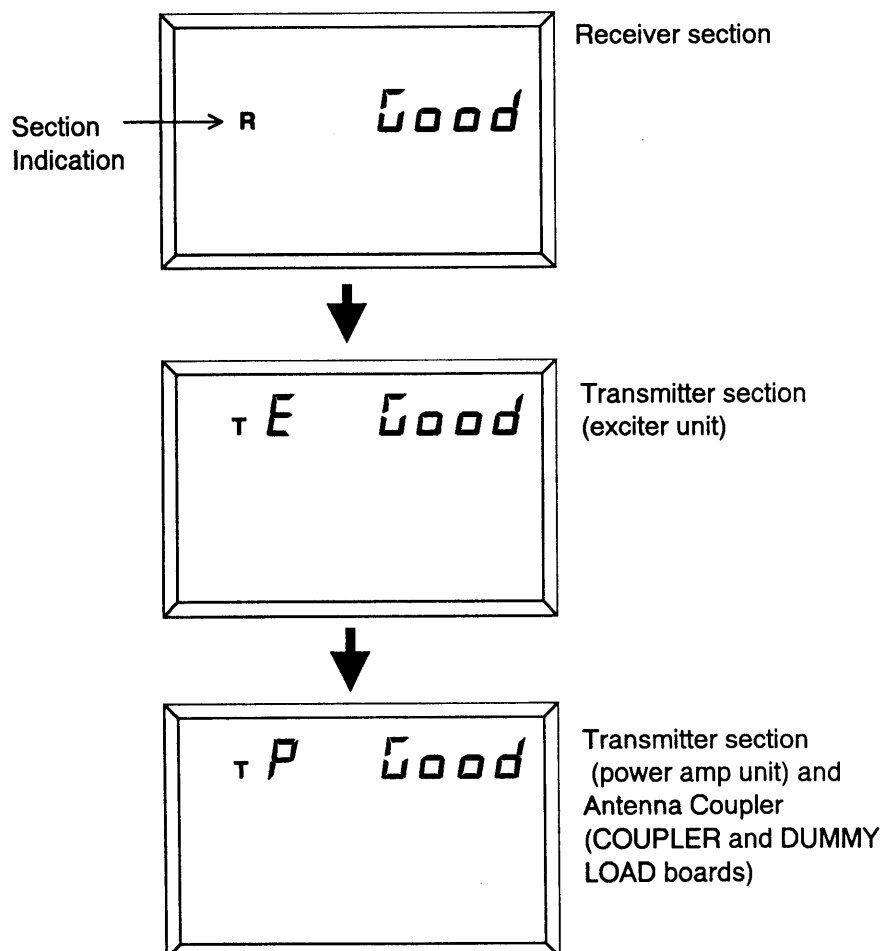 Receiver section
Section
Indication
R Good
Transmitter section
(exciter unit)
T E Good
Transmitter section
(power amp unit) and
Antenna Coupler
(COUPLER and DUMMY
LOAD boards)
T P Good